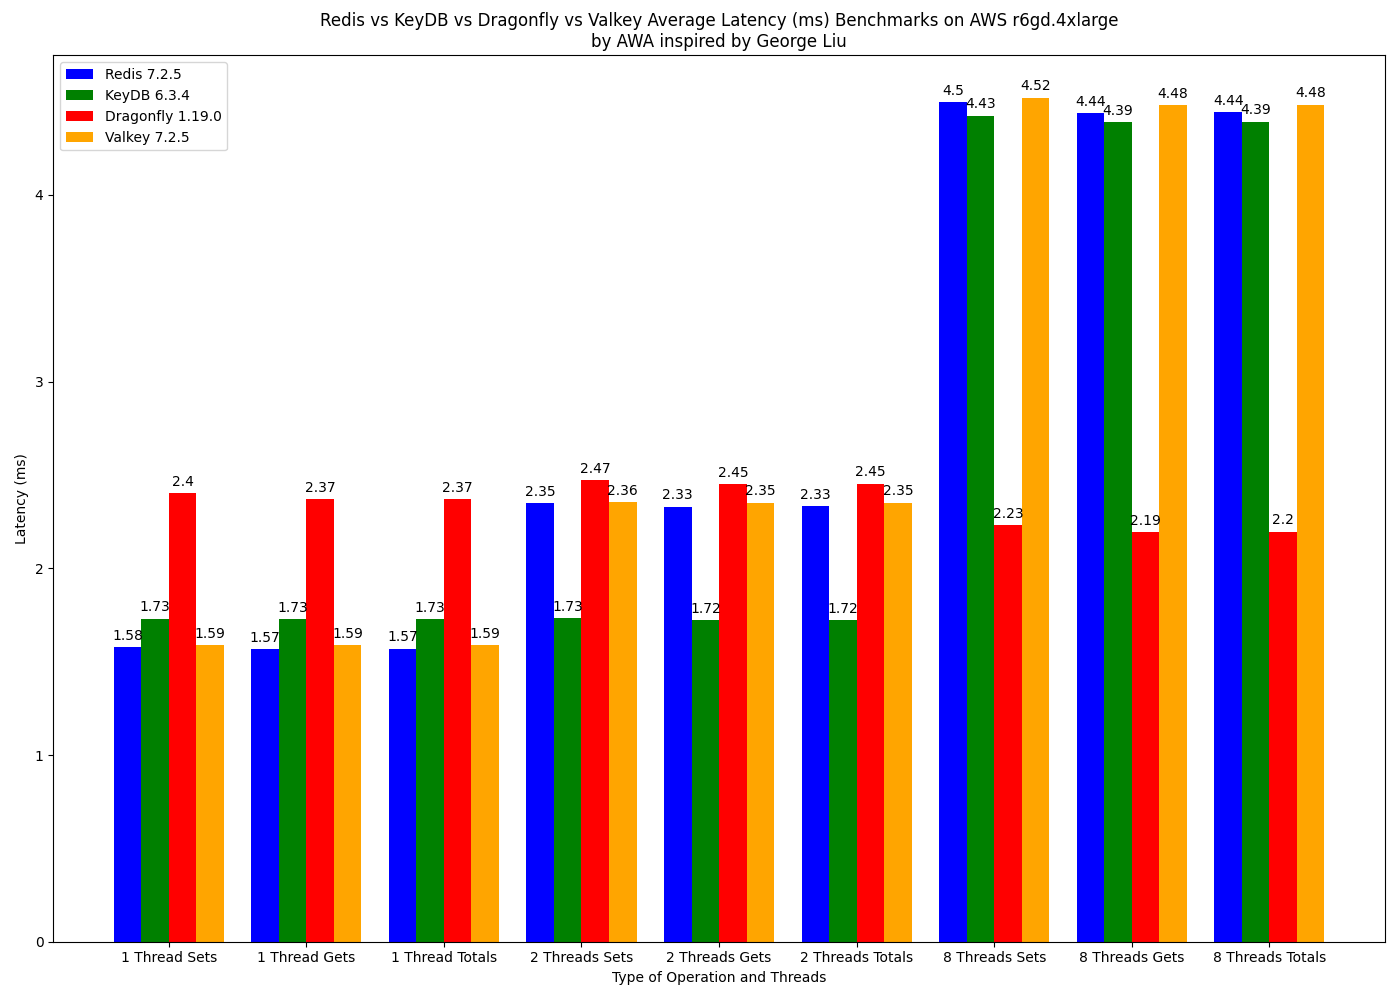 Redis vs KeyDB vs Dragonfly vs Valkey Average Latency (ms) Benchmarks on AWS r6gd.4xlarge
by AWA inspired by George Liu
Redis 7.2.5
KeyDB 6.3.4
Dragonfly 1.19.0
Valkey 7.2.5
Latency (ms)
4
3
2
1
0
1.58 1.73 2.4 1.59
1.57 1.73 2.37 1.59
1.57 1.73 2.37 1.59
2.35 1.73 2.47 2.36
2.33 1.72 2.45 2.35
2.33 1.72 2.45 2.35
4.5 4.43 2.23 4.52
4.44 4.39 2.19 4.48
4.44 4.39 2.2 4.48
1 Thread Sets 1 Thread Gets 1 Thread Totals 2 Threads Sets 2 Threads Gets 2 Threads Totals 8 Threads Sets 8 Threads Gets 8 Threads Totals
Type of Operation and Threads